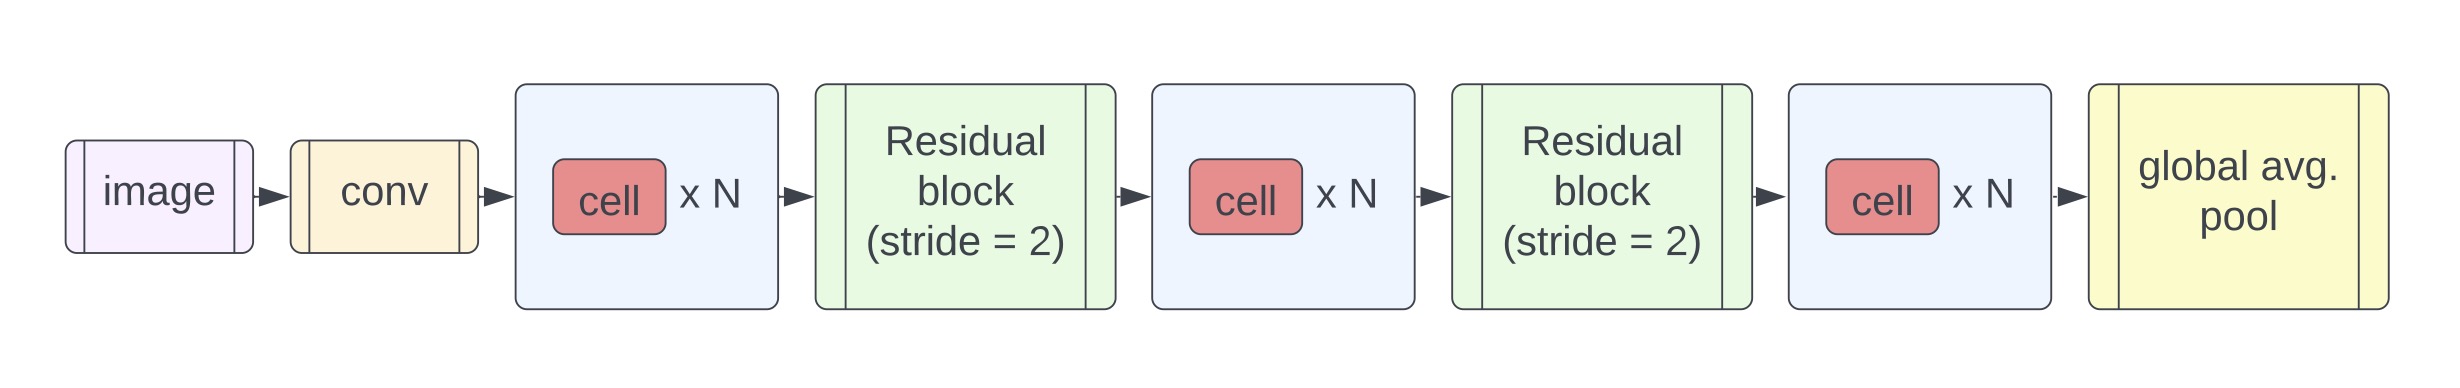 image
conv
cell x N
Residual
block
(stride = 2)
cell x N
Residual
block
(stride = 2)
cell x N
global avg.
pool